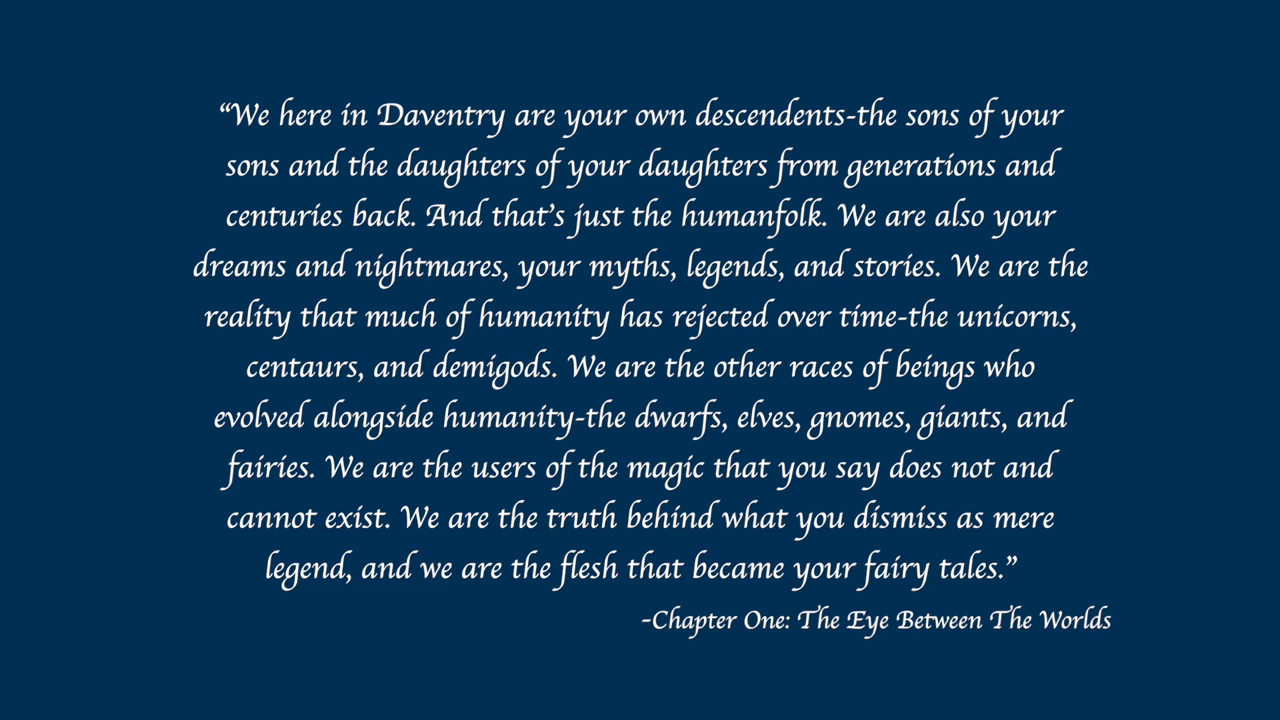 “We here in Daventry are your own descendents-the sons of your
sons and the daughters of your daughters from generations and
centuries back. And that’s just the humanfolk. We are also your
dreams and nightmares, your myths, legends, and stories. We are the
reality that much of humanity has rejected over time-the unicorns,
centaurs, and demigods. We are the other races of beings who
evolved alongside humanity-the dwarfs, elves, gnomes, giants, and
fairies. We are the users of the magic that you say does not and
cannot exist. We are the truth behind what you dismiss as mere
legend, and we are the flesh that became your fairy tales.”
-Chapter One: The Eye Between The Worlds